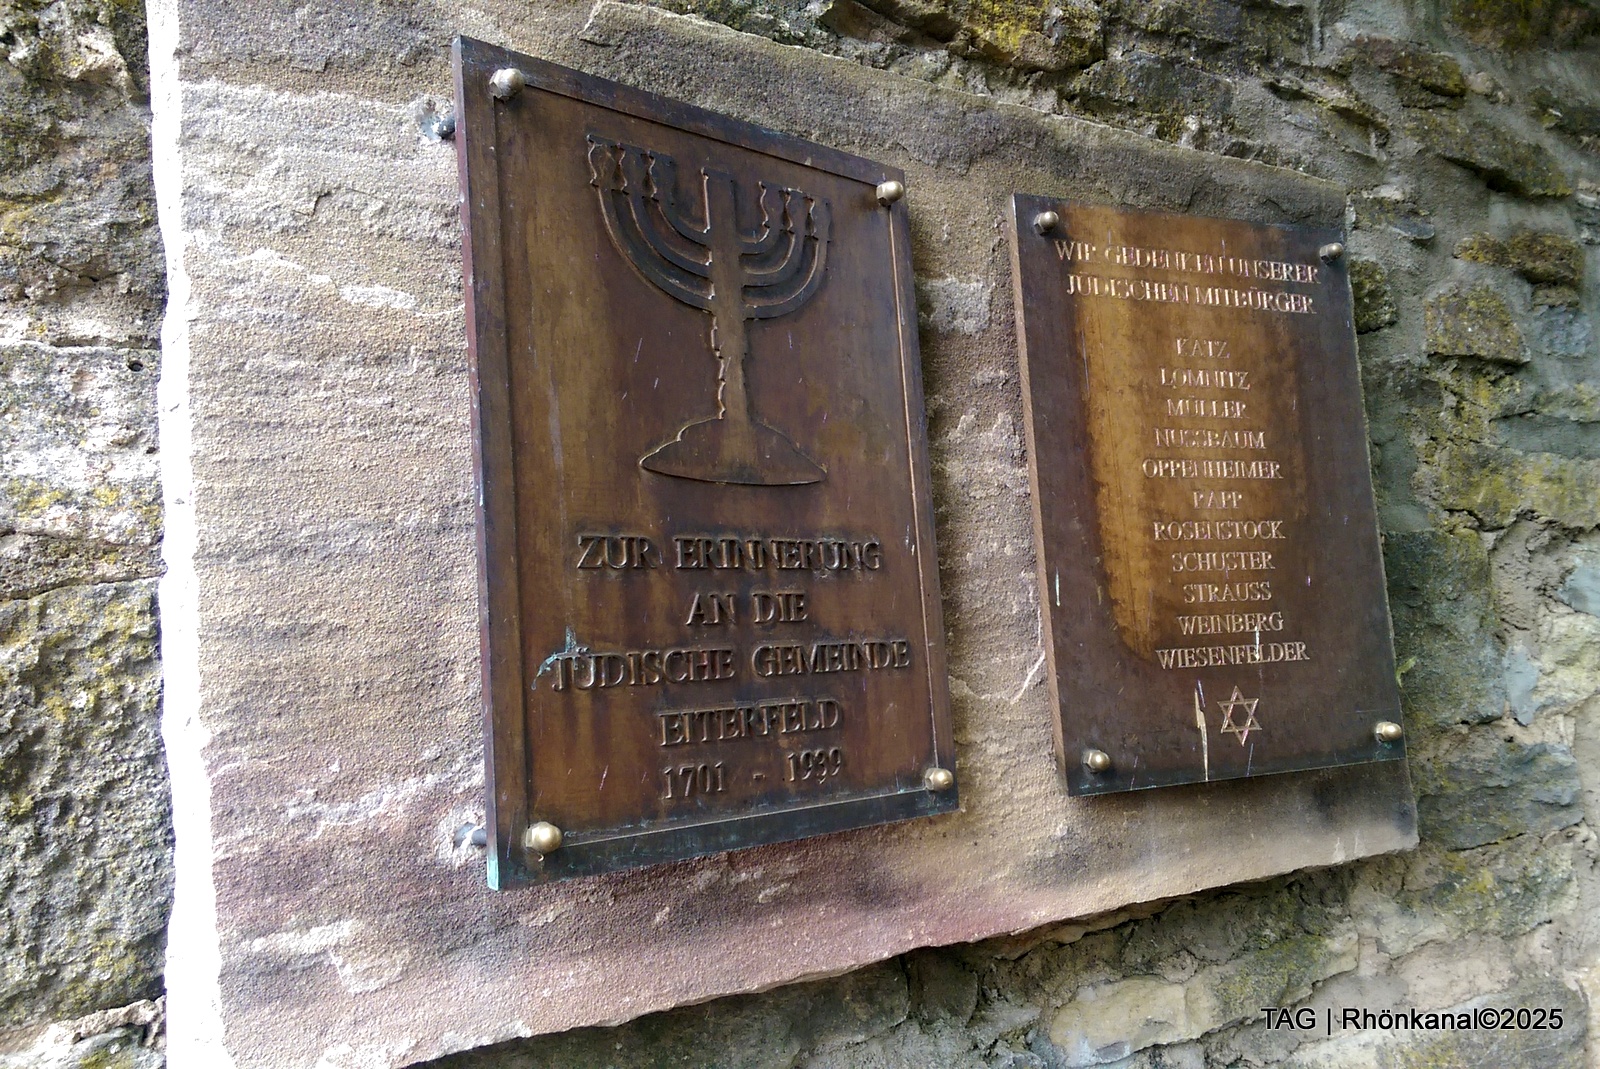 ZUR ERINNERUNG
AN DIE
JÜDISCHE GEMEINDE
EITERFELD
1701 - 1939
WIR GEDENKEN UNSERER
JÜDISCHEN MITBÜRGER
KATZ
LOMNITZ
MÜLLER
NUSSBAUM
OPPENHEIMER
PAPP
ROSENSTOCK
SCHUSTER
STRAUSS
WEINBERG
WIESENFELDER
TAG | Rhönkanal©2025